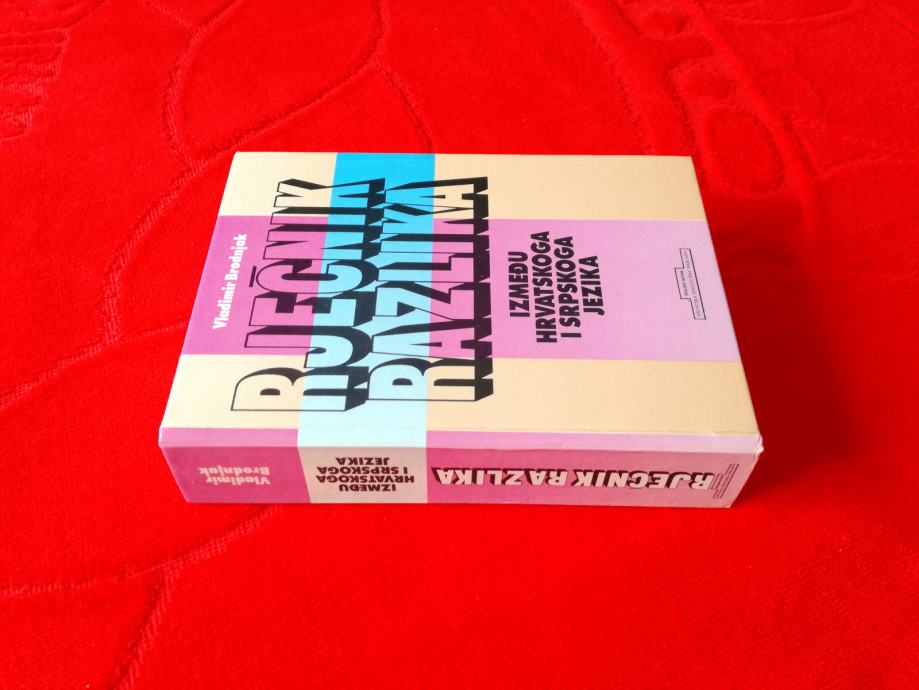 Vladimir Brodnjak
RJEČNIK
RAZLIKA
IZMEĐU
HRVATSKOGA
I SRPSKOGA
JEZIKA
Vladimir
Brodnjak
IZMEĐU
HRVATSKOGA
I SRPSKOGA
JEZIKA
RJEČNIK RAZLIKA